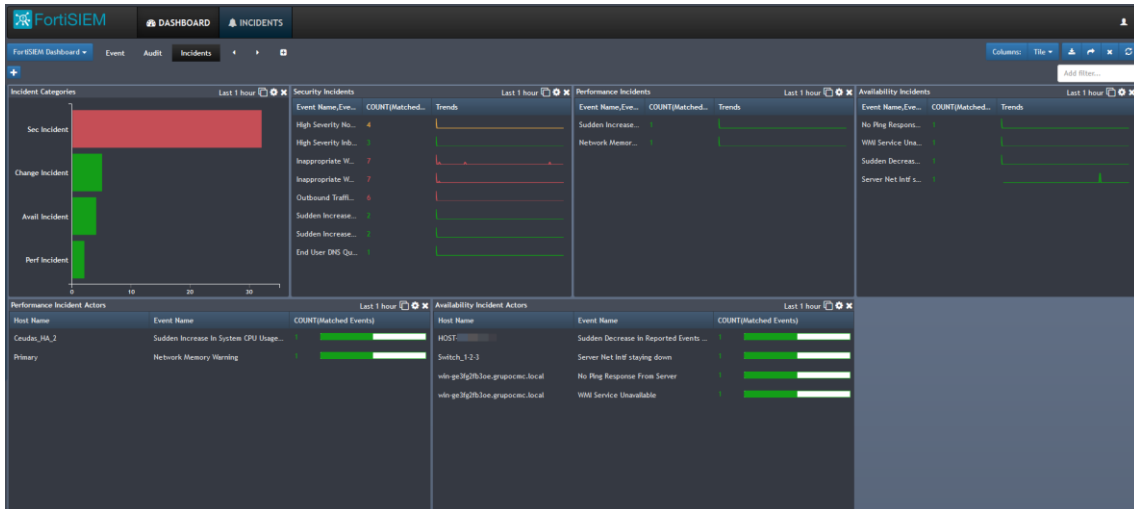 FortiSIEM DASHBOARD INCIDENTS
FortiSIEM Dashboard Event Audit Incidents Columns: Tile
Add filter...
Incident Categories Last 1 hour
Sec Incident
Change Incident
Avail Incident
Perf Incident
0 10 20 30
Security Incidents Last 1 hour
Event Name,Eve... COUNT(Matched... Trends
High Severity No... 4
High Severity Inb... 3
Inappropriate W... 7
Inappropriate W... 7
Outbound Traffi... 6
Sudden Increase...
Sudden Increase... 2
End User DNS Qu... 1
Performance Incidents Last 1 hour
Event Name,Eve... COUNT(Matched... Trends
Sudden Increase... 1
Network Memor... 1
Availability Incidents Last 1 hour
Event Name,Eve... COUNT(Matched... Trends
No Ping Respons... 1
WMI Service Una... 1
Sudden Decreas... 1
Server Net Intf s... 1
Performance Incident Actors Last 1 hour
Host Name Event Name COUNT(Matched Events)
Ceudas_HA_2 Sudden Increase In System CPU Usage... 1
Primary Network Memory Warning 1
Availability Incident Actors Last 1 hour
Host Name Event Name COUNT(Matched Events)
HOST- Sudden Decrease In Reported Events ... 1
Switch_1-2-3 Server Net Intf staying down 1
win-ge3fg2fb3oe.grupocmc.local No Ping Response From Server 1
win-ge3fg2fb3oe.grupocmc.local WMI Service Unavailable 1